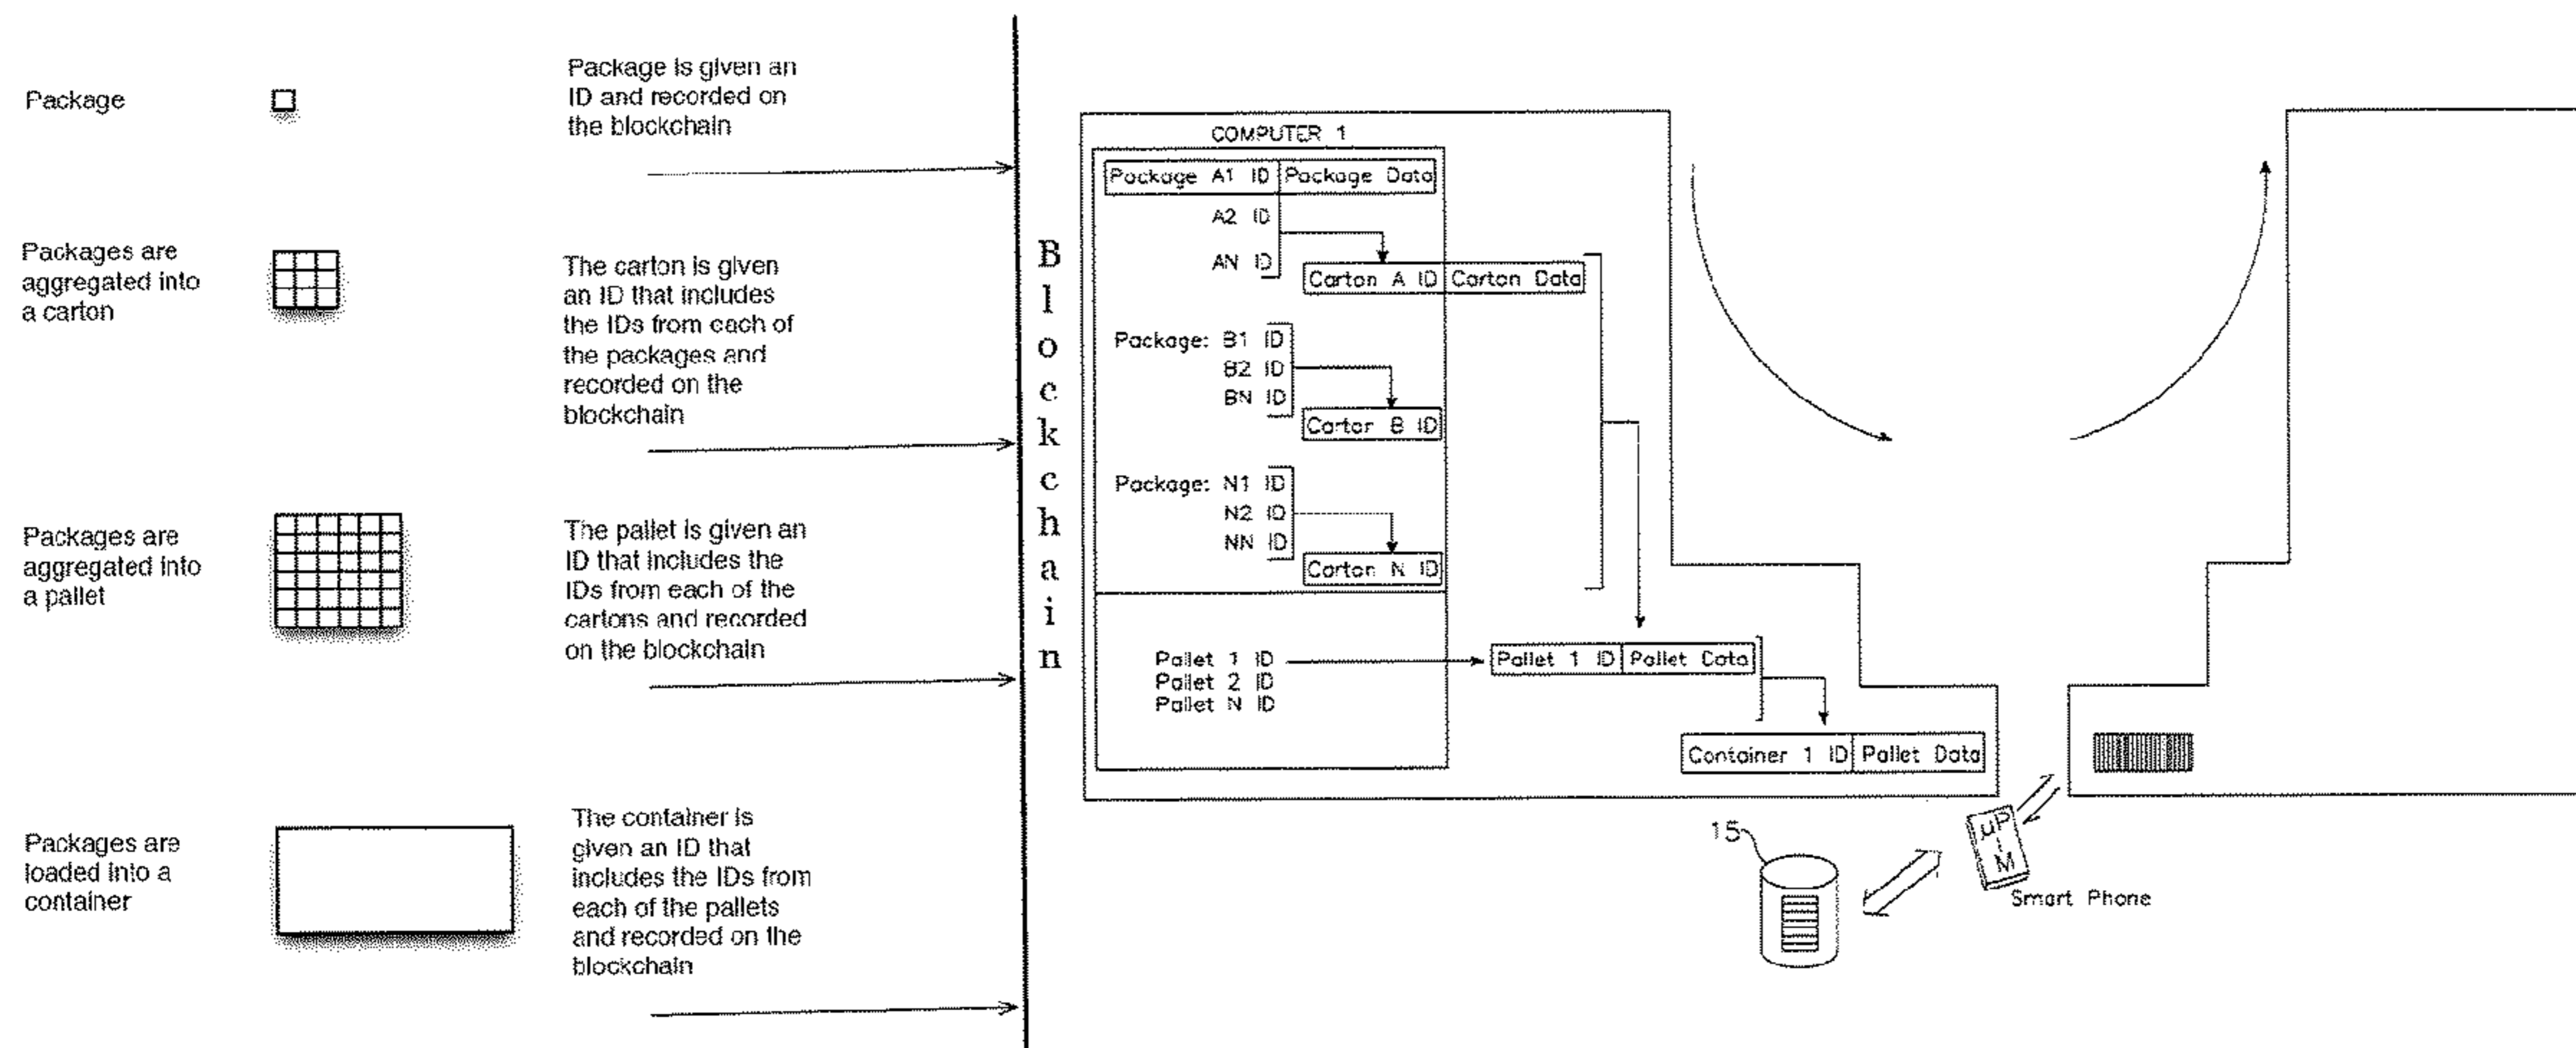 Package
Package is given an
ID and recorded on
the blockchain
Packages are
aggregated into
a carton
The carton is given
an ID that includes
the IDs from each of
the packages and
recorded on the
blockchain
Packages are
aggregated into
a pallet
The pallet is given an
ID that includes the
IDs from each of the
cartons and recorded
on the blockchain
Packages are
loaded into a
container
The container is
given an ID that
includes the IDs from
each of the pallets
and recorded on the
blockchain
Blockchain
COMPUTER 1
Package A1 ID Package Data
A2 ID
AN ID
Carton A ID Carton Data
Package: B1 ID
B2 ID
BN ID
Carton B ID
Package: N1 ID
N2 ID
NN ID
Carton N ID
Pallet 1 ID
Pallet 2 ID
Pallet N ID
Pallet 1 ID Pallet Data
Container 1 ID Pallet Data
15
µP
M
Smart Phone